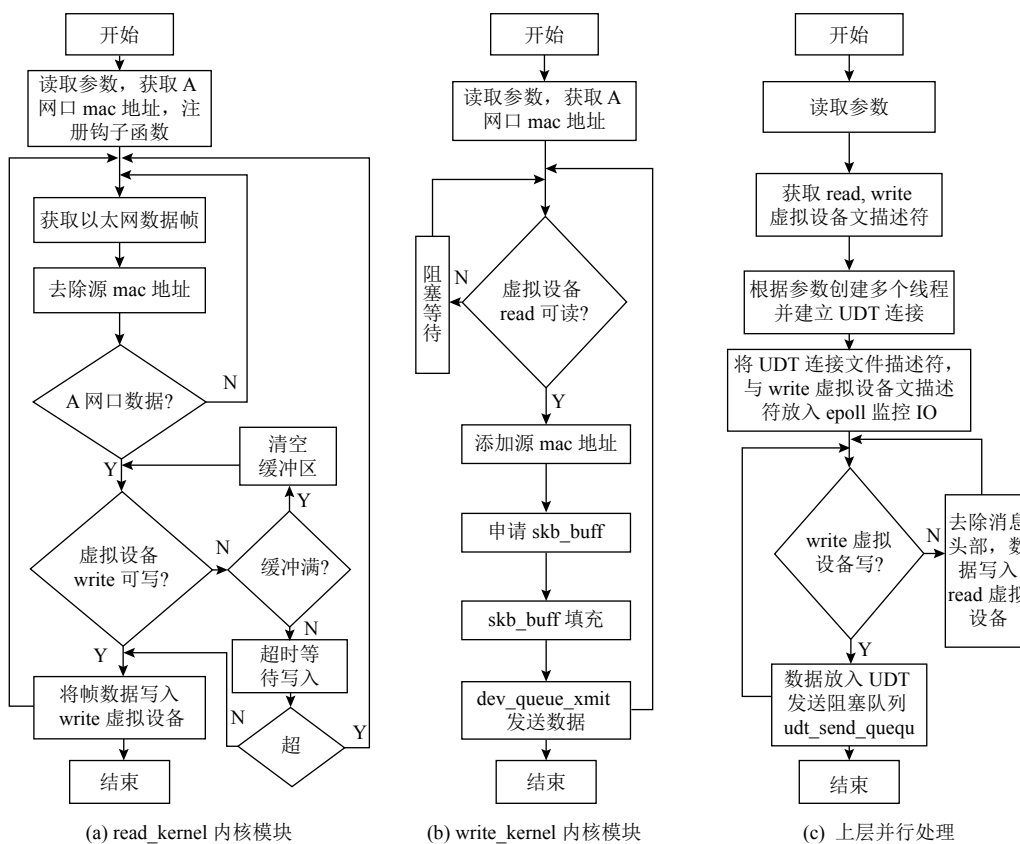 开始
读取参数，获取 A
网口 mac 地址，注
册钩子函数
获取以太网数据帧
去除源 mac 地址
A 网口数据?
N
Y
清空
缓冲区
Y
虚拟设备
write 可写?
N
缓冲满?
N
Y
超时等
待写入
将帧数据写入
write 虚拟设备
N
超
Y
结束
(a) read_kernel 内核模块
开始
读取参数，获取 A
网口 mac 地址
阻塞等待
N
虚拟设备
read 可读?
Y
添加源 mac 地址
申请 skb_buff
skb_buff 填充
dev_queue_xmit
发送数据
结束
(b) write_kernel 内核模块
开始
读取参数
获取 read, write
虚拟设备文描述符
根据参数创建多个线程
并建立 UDT 连接
将 UDT 连接文件描述符，
与 write 虚拟设备文描述
符放入 epoll 监控 IO
write 虚拟
设备写?
N
去除消息
头部，数
据写入
read 虚拟
设备
Y
数据放入 UDT
发送阻塞队列
udt_send_ququ
结束
(c) 上层并行处理